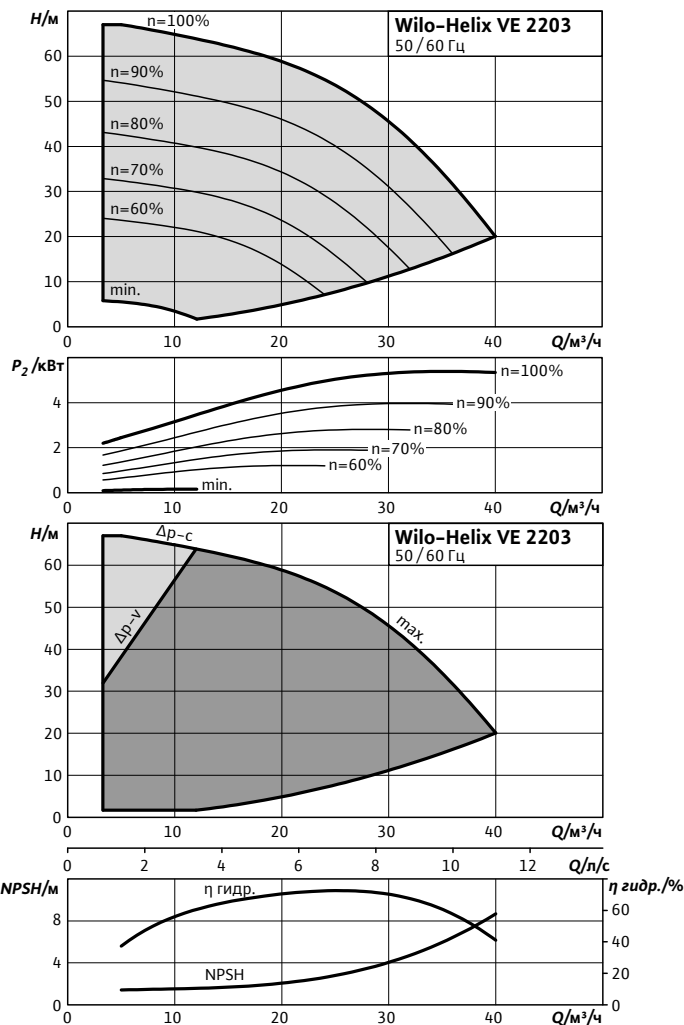 H/м
n=100%
Wilo-Helix VE 2203
50 / 60 Гц
60
n=90%
50
n=80%
40
n=70%
30
n=60%
20
10
min.
0
0 10 20 30 40 Q/м³/ч
P₂ /кВт
n=100%
4
n=90%
n=80%
2
n=70%
n=60%
min.
0
0 10 20 30 40 Q/м³/ч
H/м
Δp-c
Wilo-Helix VE 2203
50 / 60 Гц
60
50
max.
Δp-v
40
30
20
10
0
0 10 20 30 40 Q/м³/ч
0 2 4 6 8 10 12 Q/л/с
NPSH/м
η гидр.
η гидр./%
8
60
40
4
NPSH
20
0
0
0 10 20 30 40 Q/м³/ч